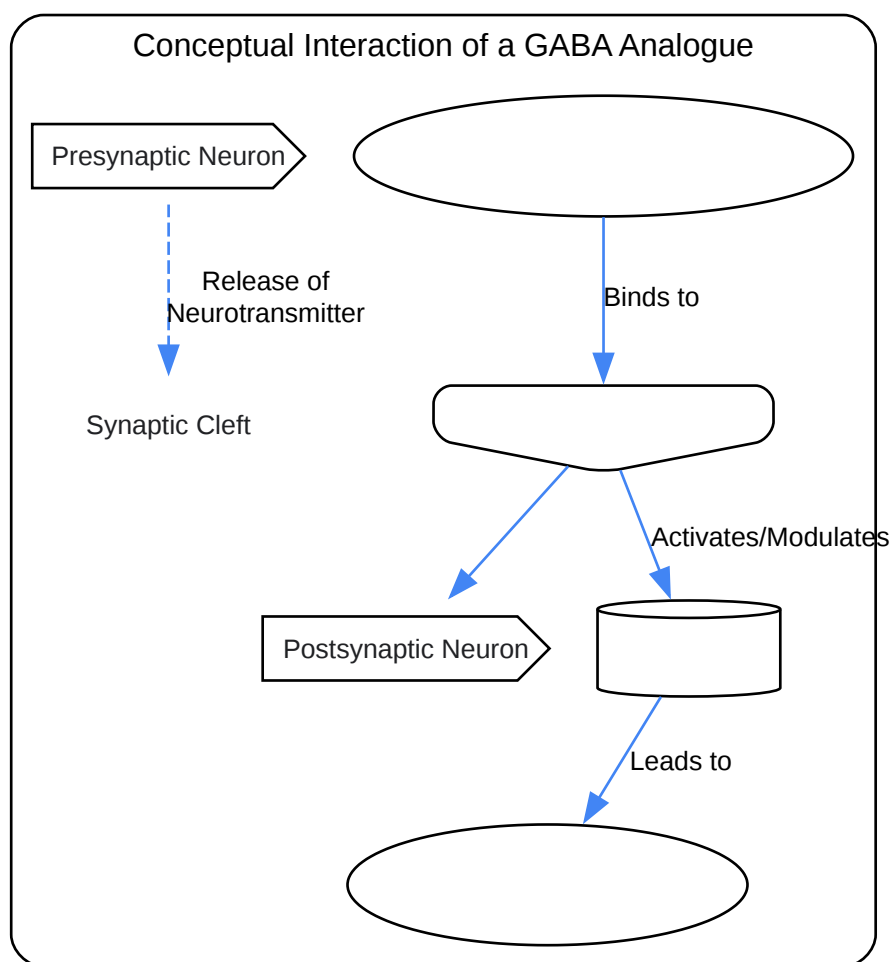 Conceptual Interaction of a GABA Analogue
Presynaptic Neuron
Release of
Neurotransmitter
Binds to
Synaptic Cleft
Activates/Modulates
Postsynaptic Neuron
Leads to